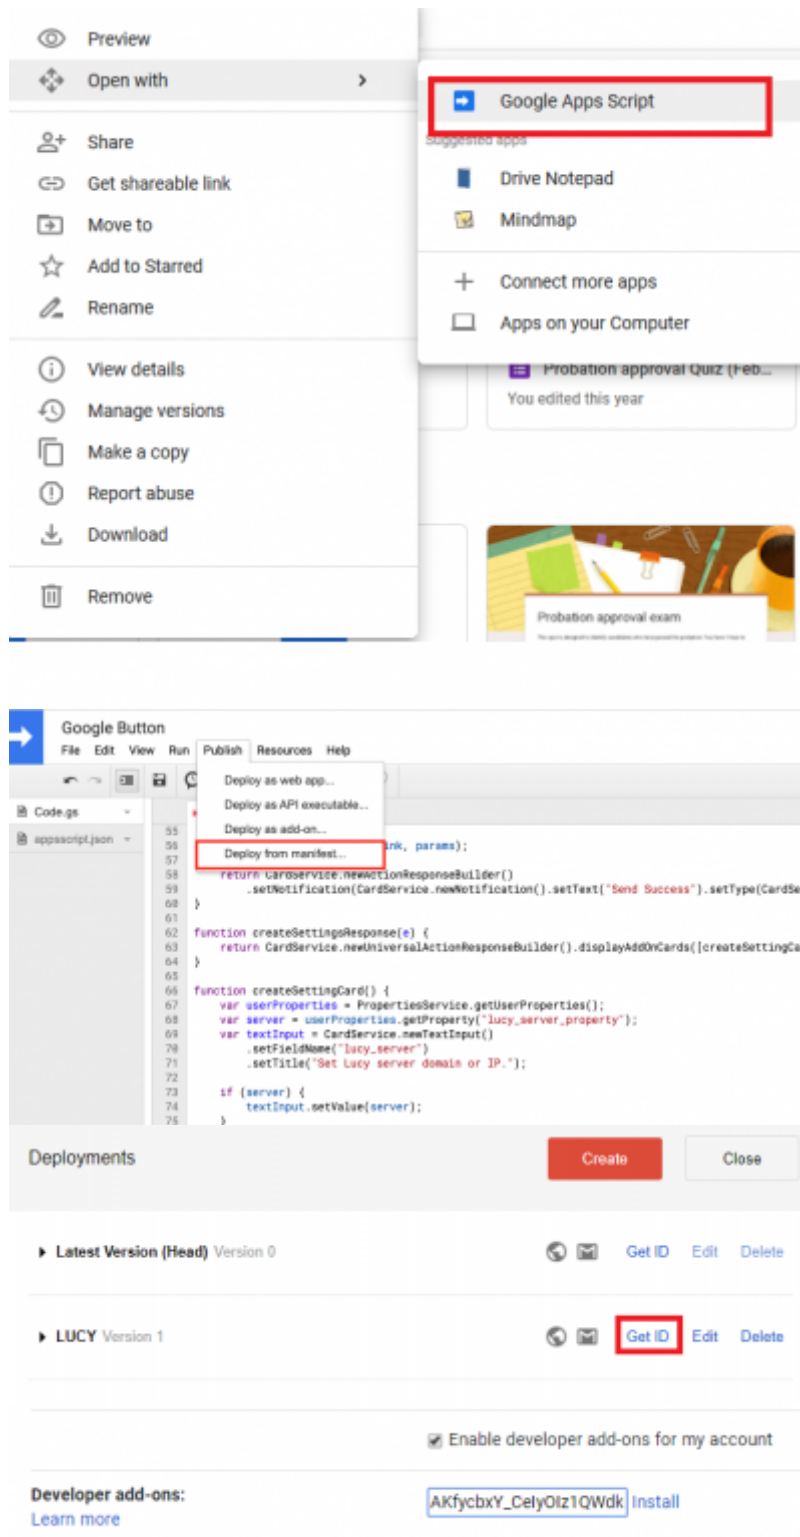 Preview
Open with
Google Apps Script
Suggested apps
Share
Get shareable link
Drive Notepad
Move to
Mindmap
Add to Starred
Connect more apps
Rename
Apps on your Computer
View details
Probation approval Quiz (Feb...
You edited this year
Manage versions
Make a copy
Report abuse
Download
Remove
Probation approval exam
Google Button
File Edit View Run Publish Resources Help
Deploy as web app...
Deploy as API executable...
Deploy as add-on...
Deploy from manifest...
Code.gs
appsscript.json
55
56 ink, params);
57
58 return CardService.newActionResponseBuilder()
59 .setNotification(CardService.newNotification().setText("Send Success").setType(CardSe
60 }
61
62 function createSettingsResponse(e) {
63 return CardService.newUniversalActionResponseBuilder().displayAddOnCards([createSettingCa
64 }
65
66 function createSettingCard() {
67 var userProperties = PropertiesService.getUserProperties();
68 var server = userProperties.getProperty("lucy_server_property");
69 var textInput = CardService.newTextInput()
70 .setFieldName("lucy_server")
71 .setTitle("Set Lucy server domain or IP.");
72
73 if (server) {
74 textInput.setValue(server);
75 }
Deployments
Create
Close
Latest Version (Head) Version 0
Get ID Edit Delete
LUCY Version 1
Get ID Edit Delete
Enable developer add-ons for my account
Developer add-ons:
AKfycbxY_CeIyOIz1QWdk Install
Learn more